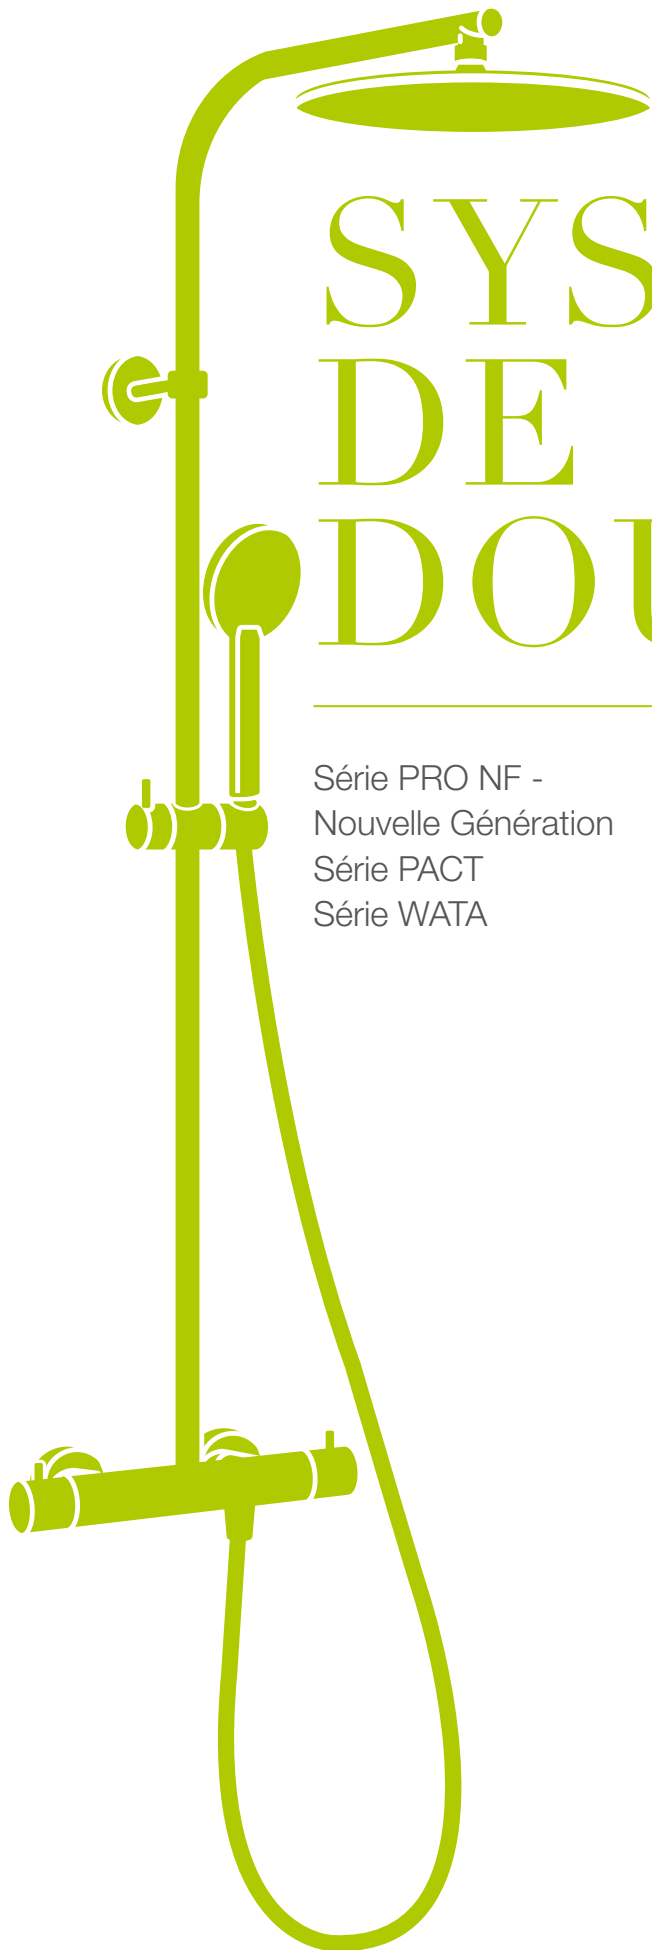 SYS
DE
DOU
Série PRO NF -
Nouvelle Génération
Série PACT
Série WATA